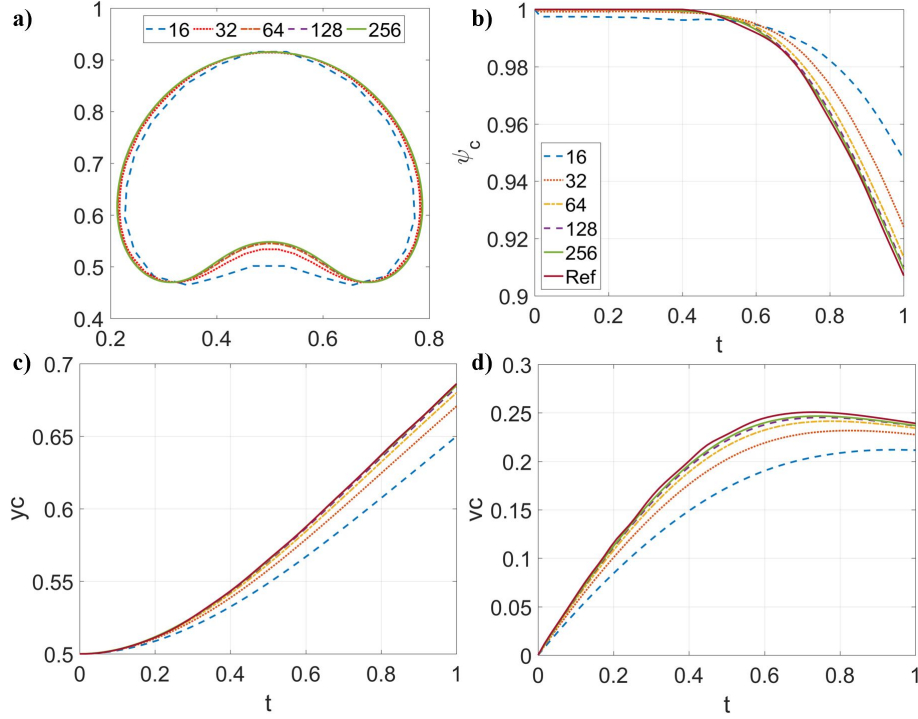 a)
16 32 64 128 256
1
0.9
0.8
0.7
0.6
0.5
0.4
0.2 0.4 0.6 0.8
b)
1
0.98
0.96
0.94
0.92
0.9
ψc
16
32
64
128
256
Ref
0 0.2 0.4 0.6 0.8 1
t
c)
0.7
0.65
0.6
0.55
0.5
yc
0 0.2 0.4 0.6 0.8 1
t
d)
0.3
0.25
0.2
0.15
0.1
0.05
0
vc
0 0.2 0.4 0.6 0.8 1
t